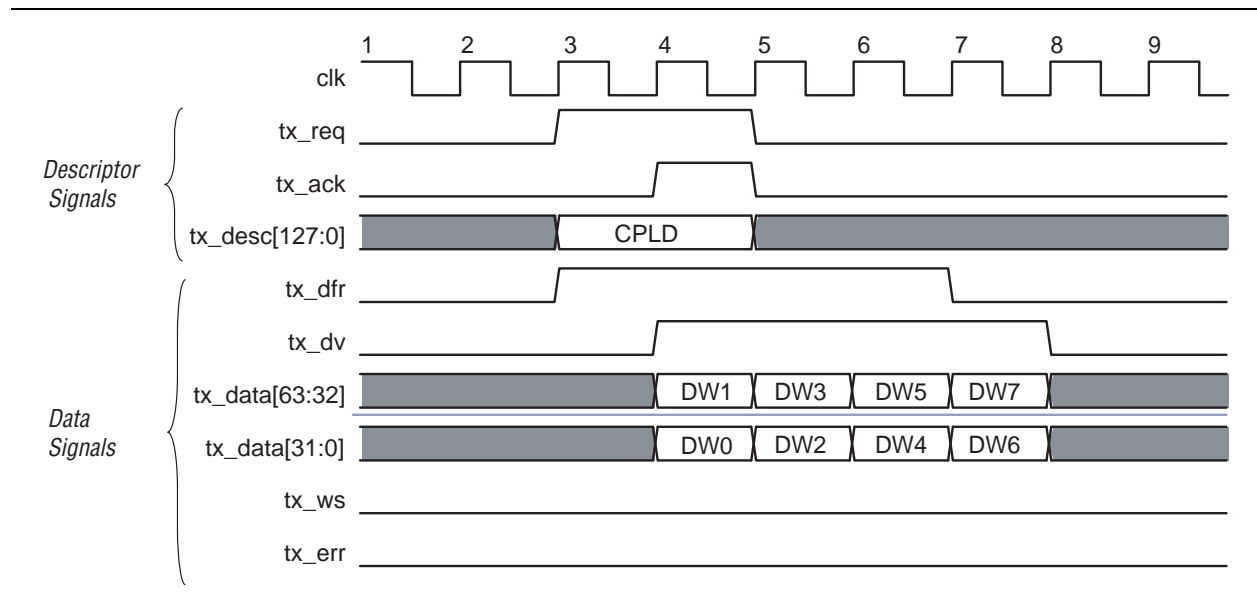 1 2 3 4 5 6 7 8 9
clk
Descriptor
Signals
tx_req
tx_ack
tx_desc[127:0] CPLD
Data
Signals
tx_dfr
tx_dv
tx_data[63:32] DW1 DW3 DW5 DW7
tx_data[31:0] DW0 DW2 DW4 DW6
tx_ws
tx_err